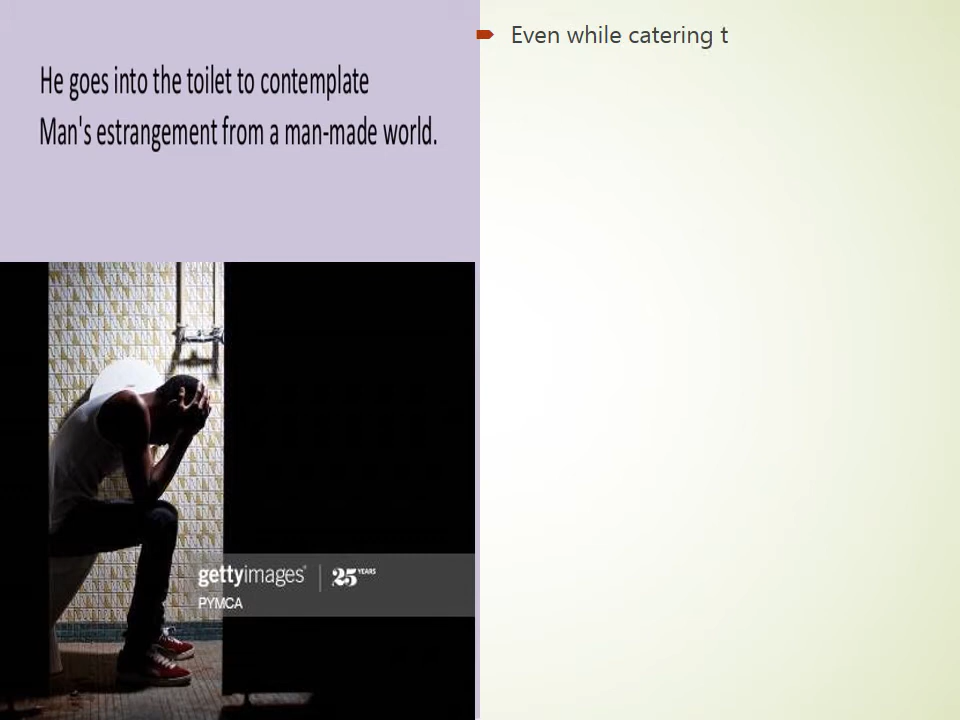 He goes into the toilet to contemplate
Man's estrangement from a man-made world.
Even while catering t
gettyimages® 25 YEARS
PYMCA